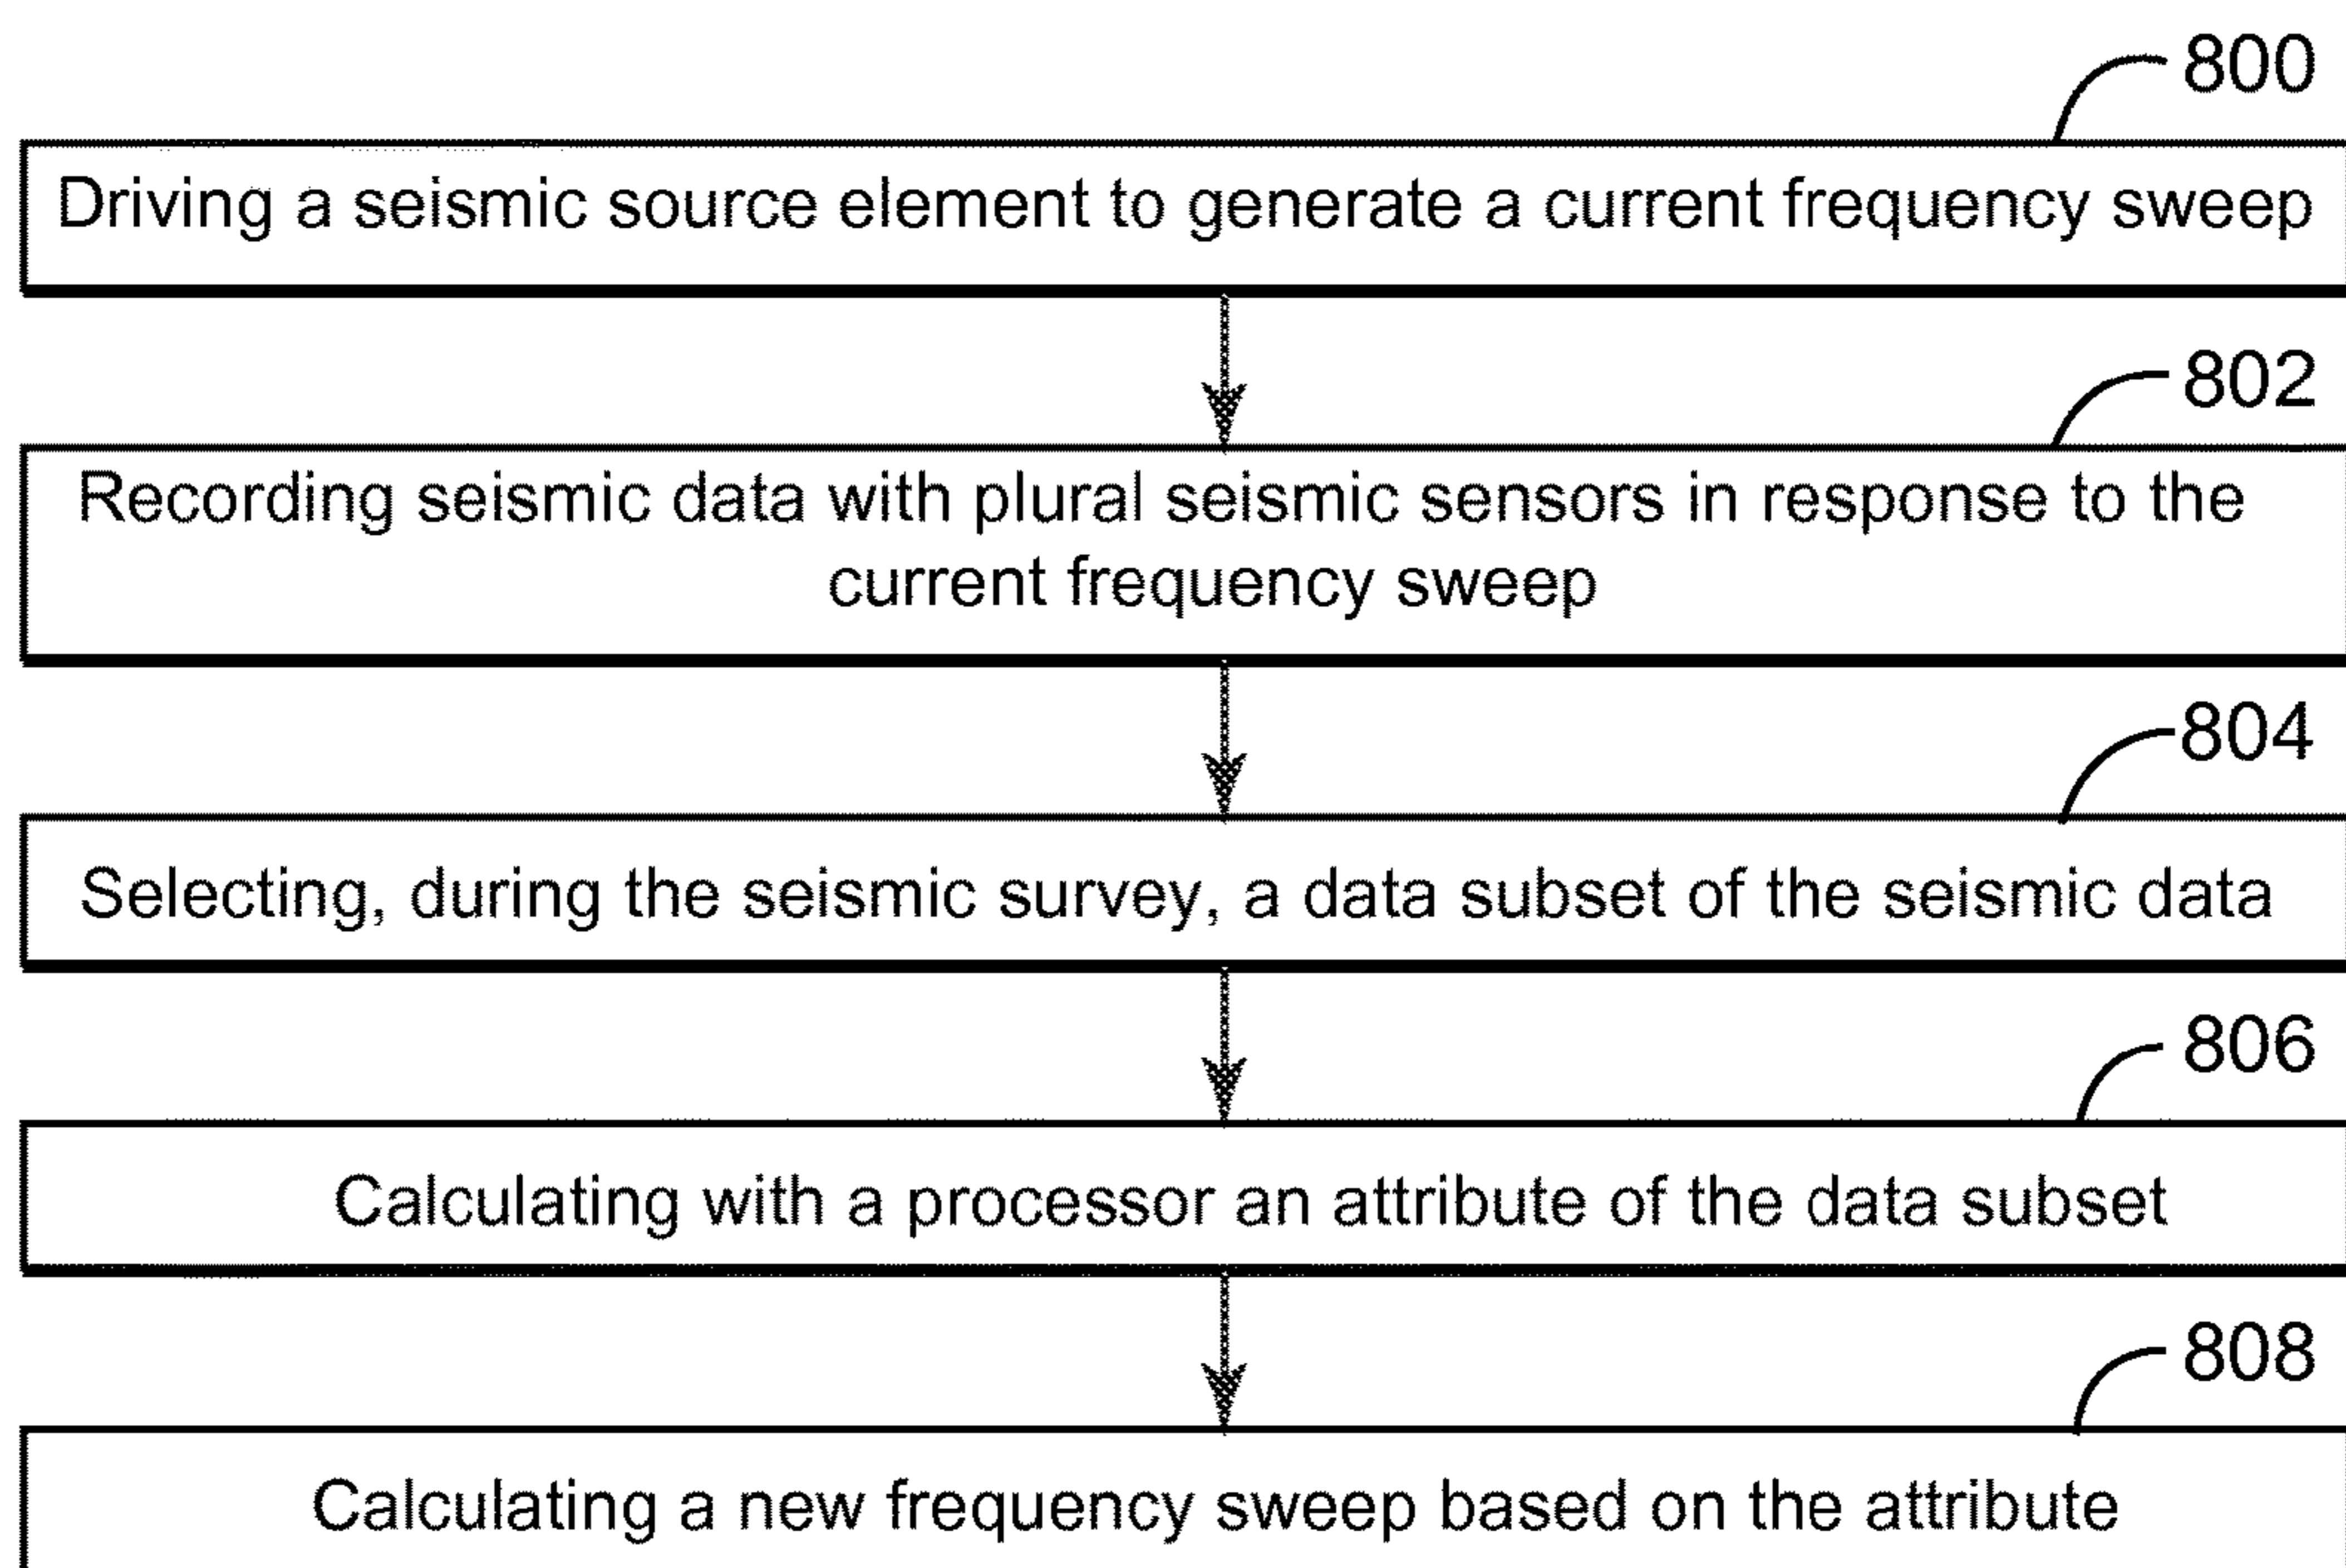 800
Driving a seismic source element to generate a current frequency sweep
802
Recording seismic data with plural seismic sensors in response to the
current frequency sweep
804
Selecting, during the seismic survey, a data subset of the seismic data
806
Calculating with a processor an attribute of the data subset
808
Calculating a new frequency sweep based on the attribute